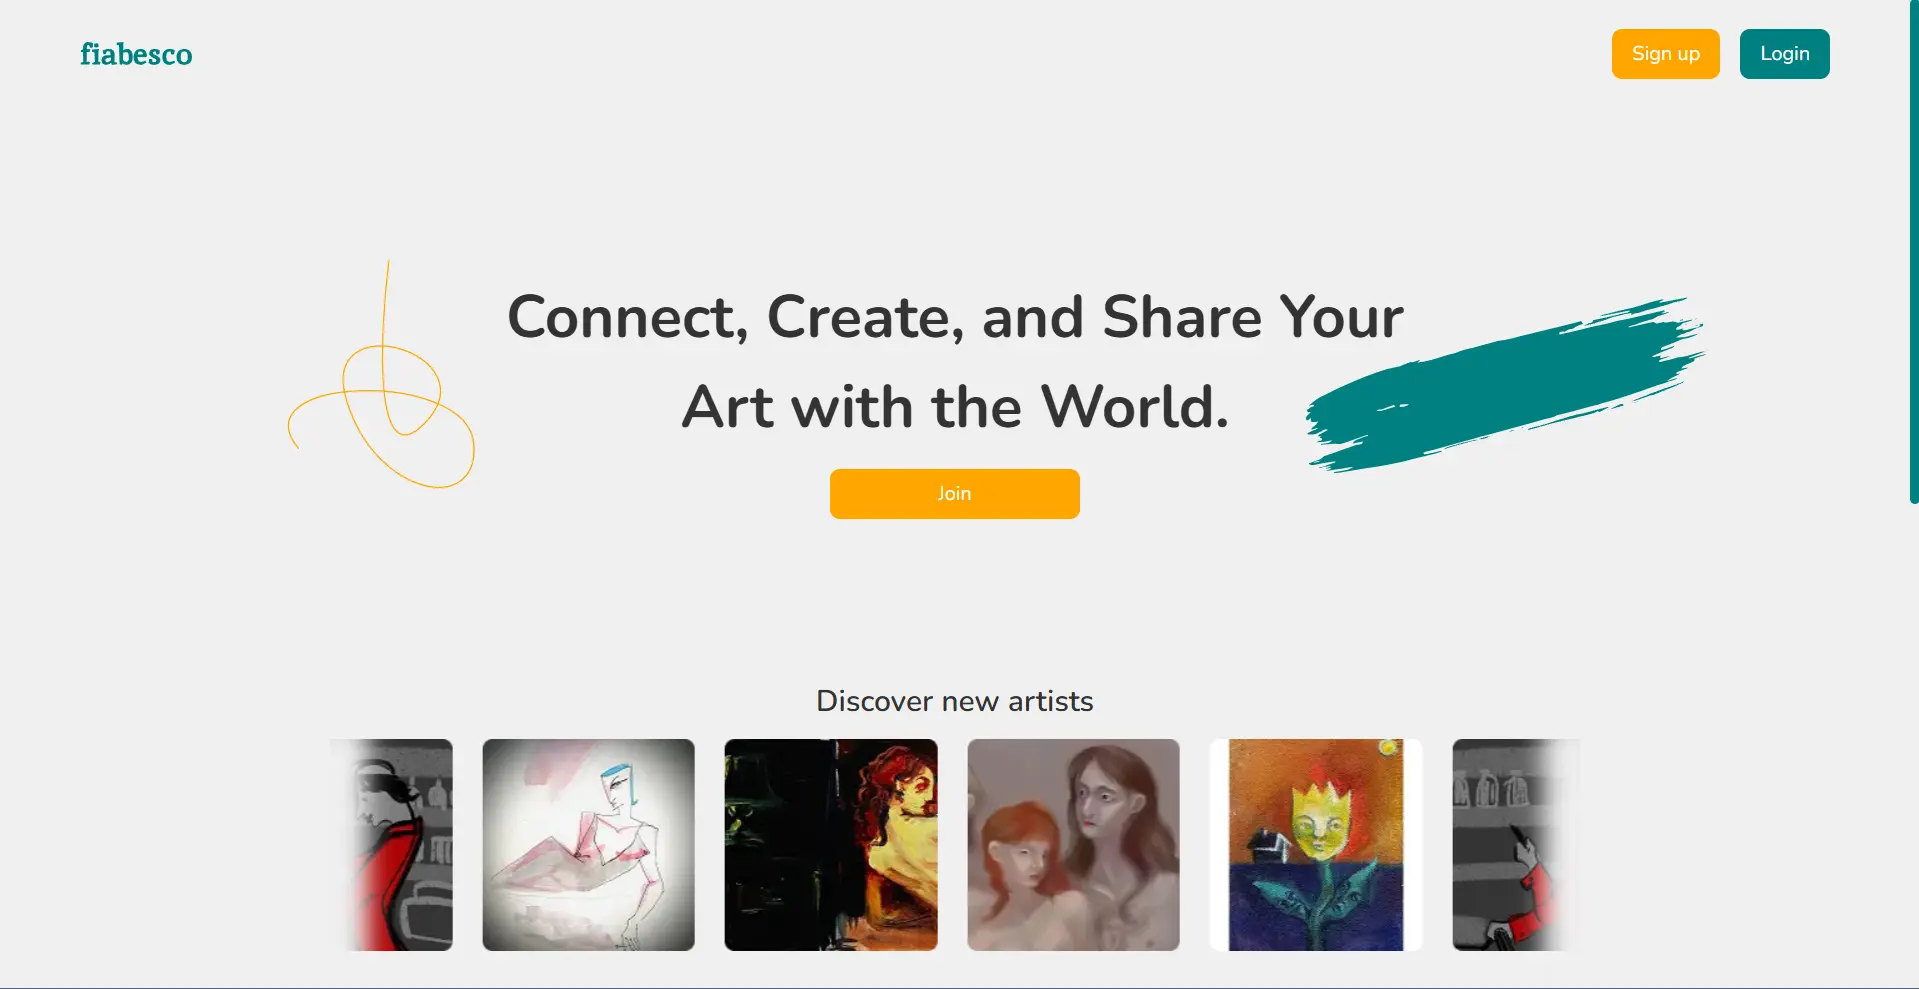 fiabesco
Sign up
Login
Connect, Create, and Share Your
Art with the World.
Join
Discover new artists